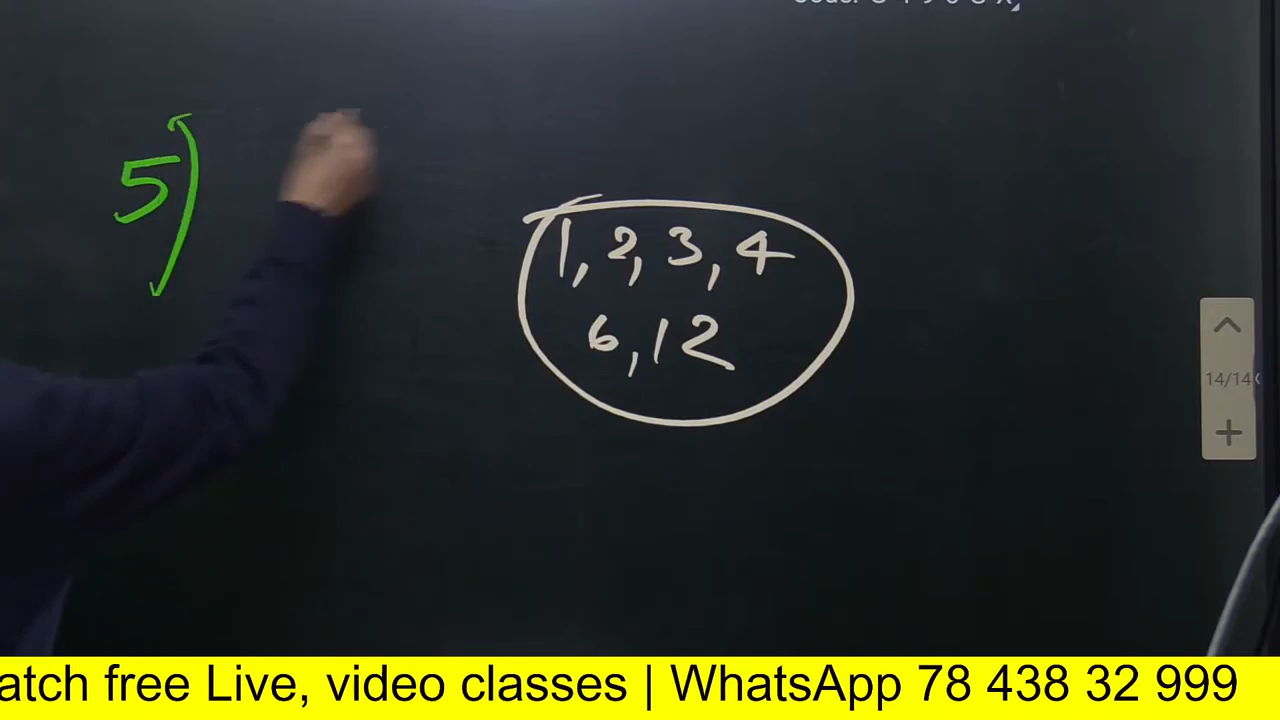 5)
1, 2, 3, 4
6, 12
14/14
atch free Live, video classes | WhatsApp 78 438 32 999